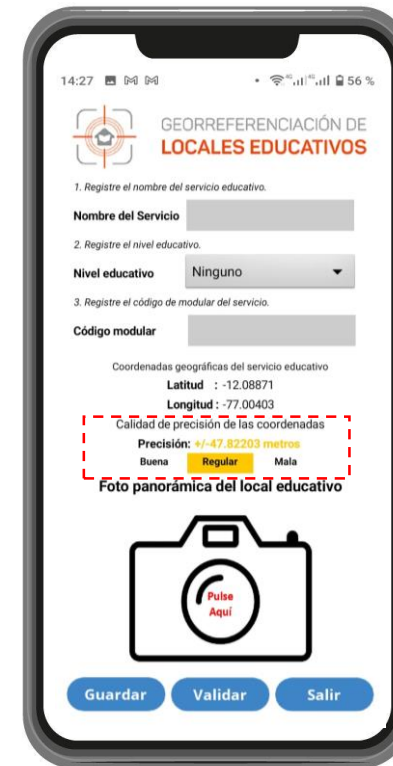 14:27 56 %
GEORREFERENCIACIÓN DE
LOCALES EDUCATIVOS
1. Registre el nombre del servicio educativo.
Nombre del Servicio
2. Registre el nivel educativo.
Nivel educativo Ninguno
3. Registre el código de modular del servicio.
Código modular
Coordenadas geográficas del servicio educativo
Latitud : -12.08871
Longitud : -77.00403
Calidad de precisión de las coordenadas
Precisión: +/-47.82203 metros
Buena Regular Mala
Foto panorámica del local educativo
Pulse
Aquí
Guardar Validar Salir